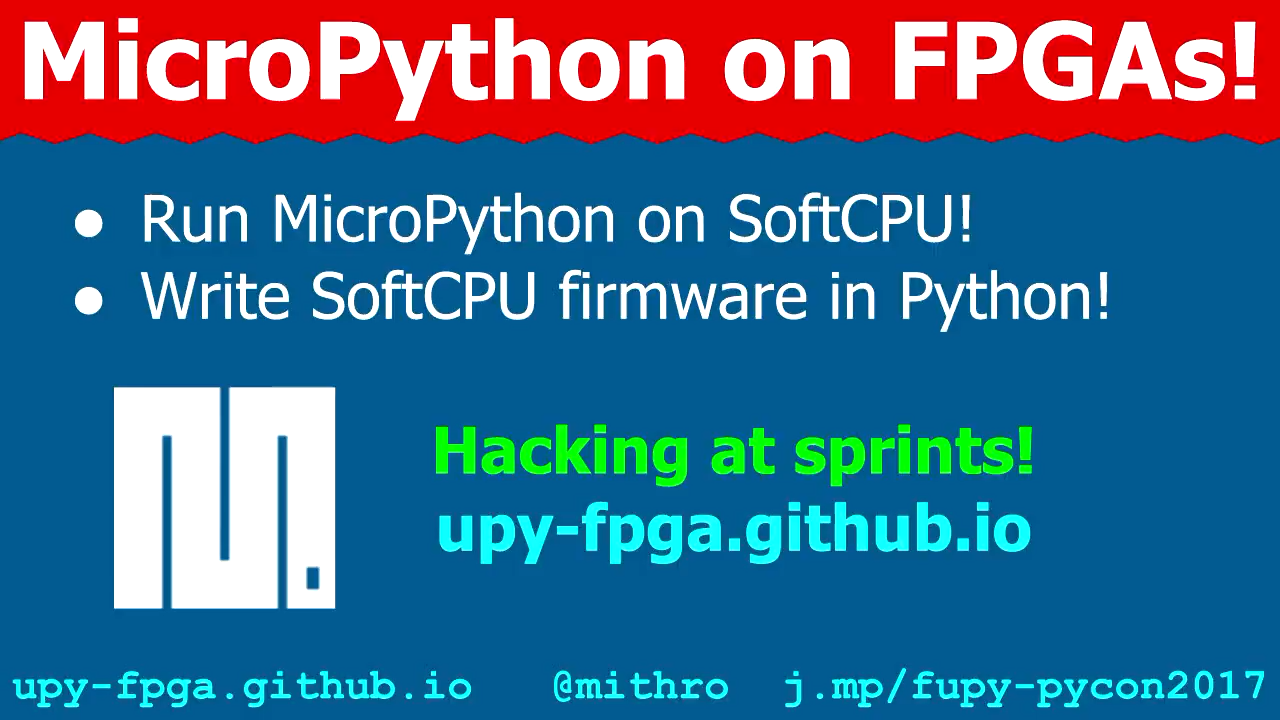 MicroPython on FPGAs!
● Run MicroPython on SoftCPU!
● Write SoftCPU firmware in Python!
Hacking at sprints!
upy-fpga.github.io
upy-fpga.github.io @mithro j.mp/fupy-pycon2017